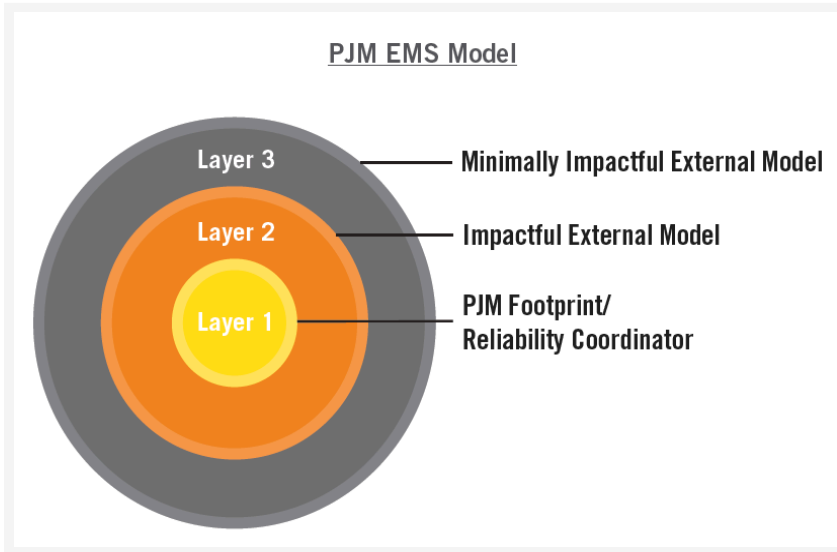 PJM EMS Model
Layer 3
Minimally Impactful External Model
Layer 2
Impactful External Model
Layer 1
PJM Footprint/
Reliability Coordinator